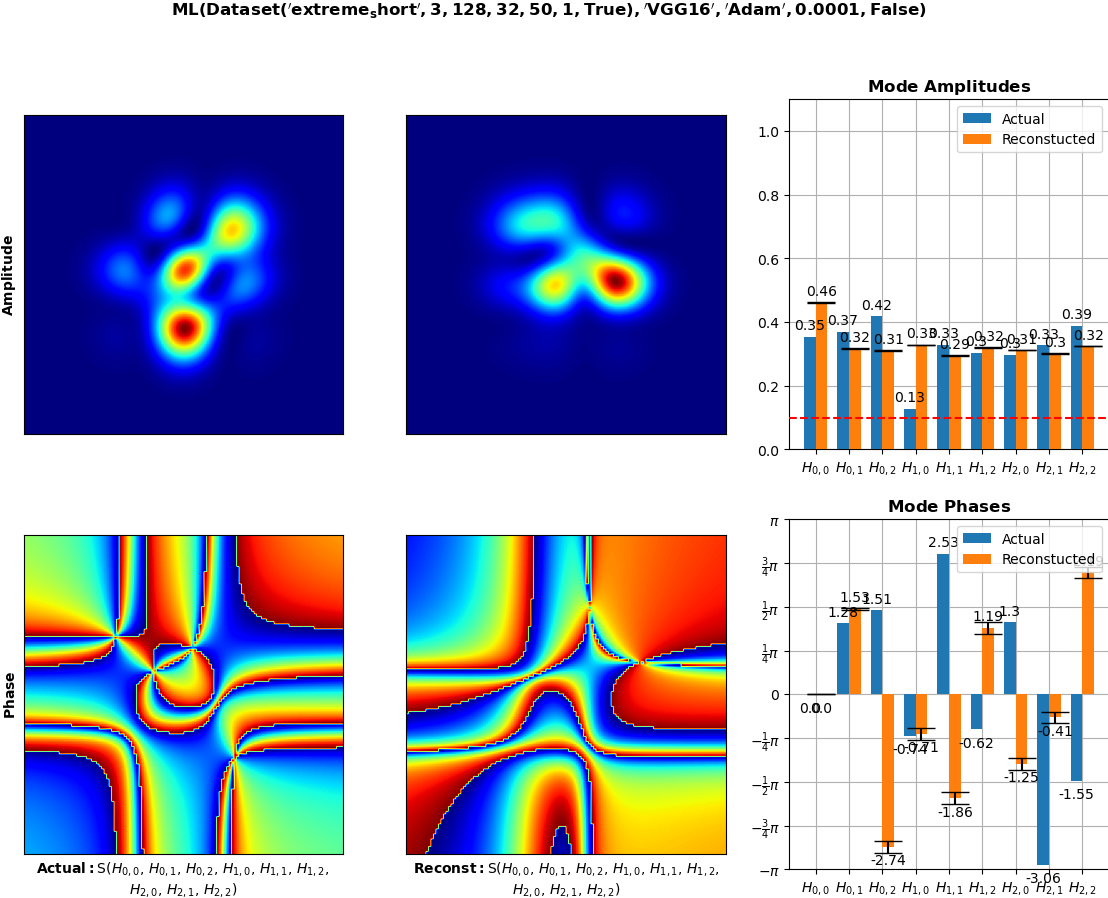 ML(Dataset('extreme_short', 3, 128, 32, 50, 1, True), 'VGG16', 'Adam', 0.0001, False)
Amplitude
Mode Amplitudes
Actual
Reconstucted
1.0
0.8
0.6
0.4
0.2
0.0
0.35
0.46
0.37
0.32
0.42
0.31
0.13
0.33
0.33
0.29
0.3
0.32
0.3
0.31
0.33
0.3
0.39
0.32
H0,0 H0,1 H0,2 H1,0 H1,1 H1,2 H2,0 H2,1 H2,2
Phase
Actual: S(H0,0, H0,1, H0,2, H1,0, H1,1, H1,2,
H2,0, H2,1, H2,2)
Reconst: S(H0,0, H0,1, H0,2, H1,0, H1,1, H1,2,
H2,0, H2,1, H2,2)
Mode Phases
Actual
Reconstucted
π
3/4π
1/2π
1/4π
0
−1/4π
−1/2π
−3/4π
−π
0.0
0.0
1.28
1.53
1.51
-2.74
-0.74
-0.71
2.53
-1.86
-0.62
1.19
1.3
-1.25
-3.06
-0.41
-1.55
H0,0 H0,1 H0,2 H1,0 H1,1 H1,2 H2,0 H2,1 H2,2